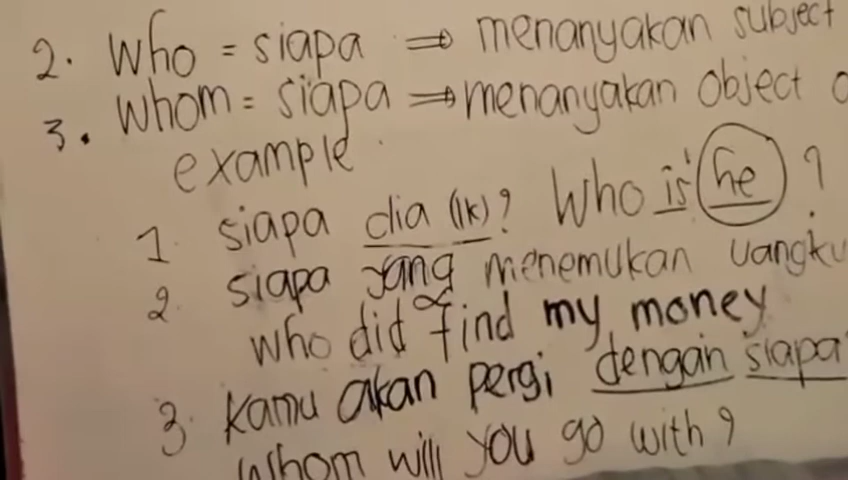 2. Who = siapa ⇒ menanyakan subject
3. Whom = siapa ⇒ menanyakan object
example
1. siapa dia (lk)? Who is he?
2. siapa yang menemukan uangku
who did find my money
3. Kamu akan pergi dengan siapa
Whom will you go with?